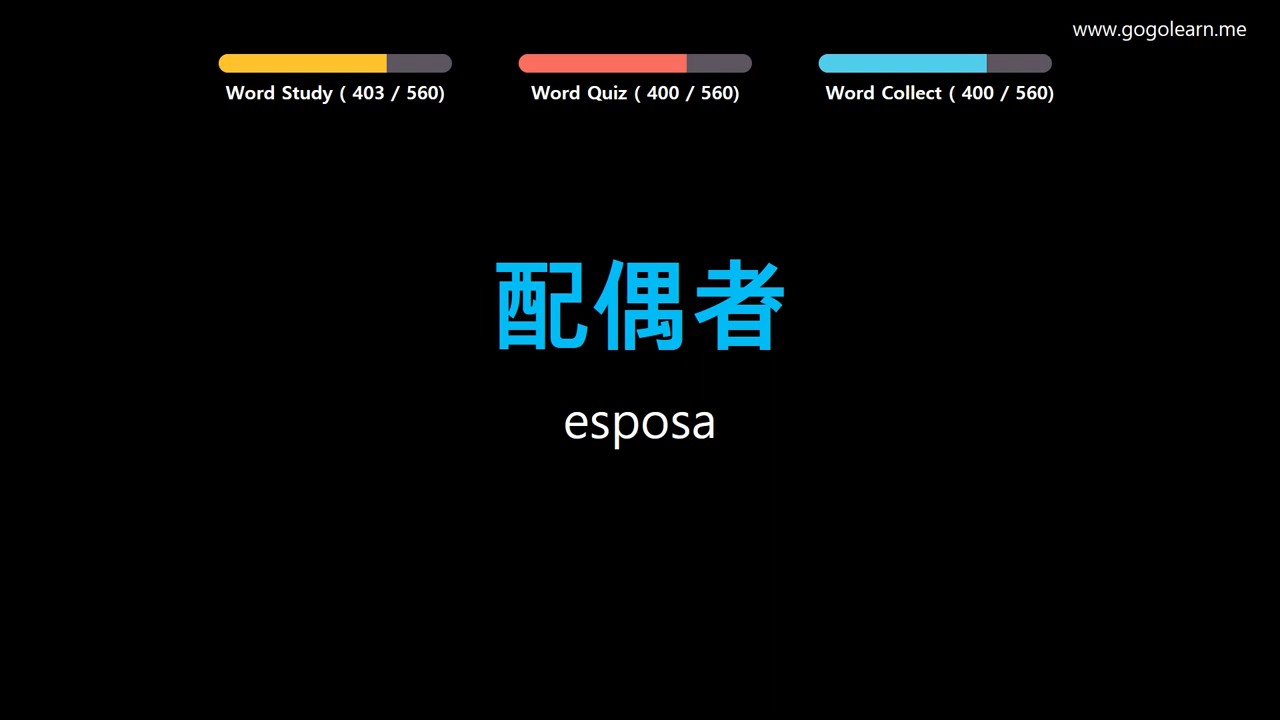 www.gogolearn.me
Word Study ( 403 / 560)
Word Quiz ( 400 / 560)
Word Collect ( 400 / 560)
配偶者
esposa